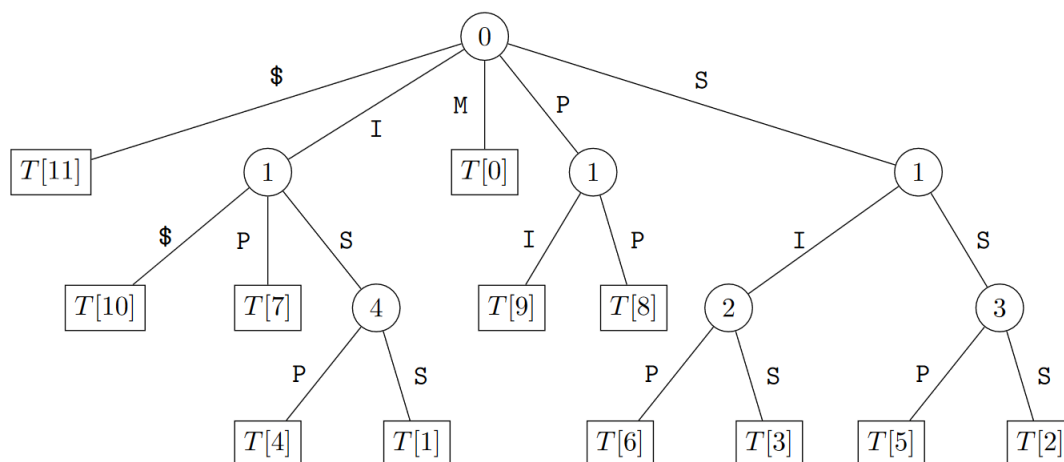 0
$ I M P S
T[11] 1 T[0] 1 1
$ P S I P I S
T[10] T[7] 4 T[9] T[8] 2 3
P S P S P S
T[4] T[1] T[6] T[3] T[5] T[2]